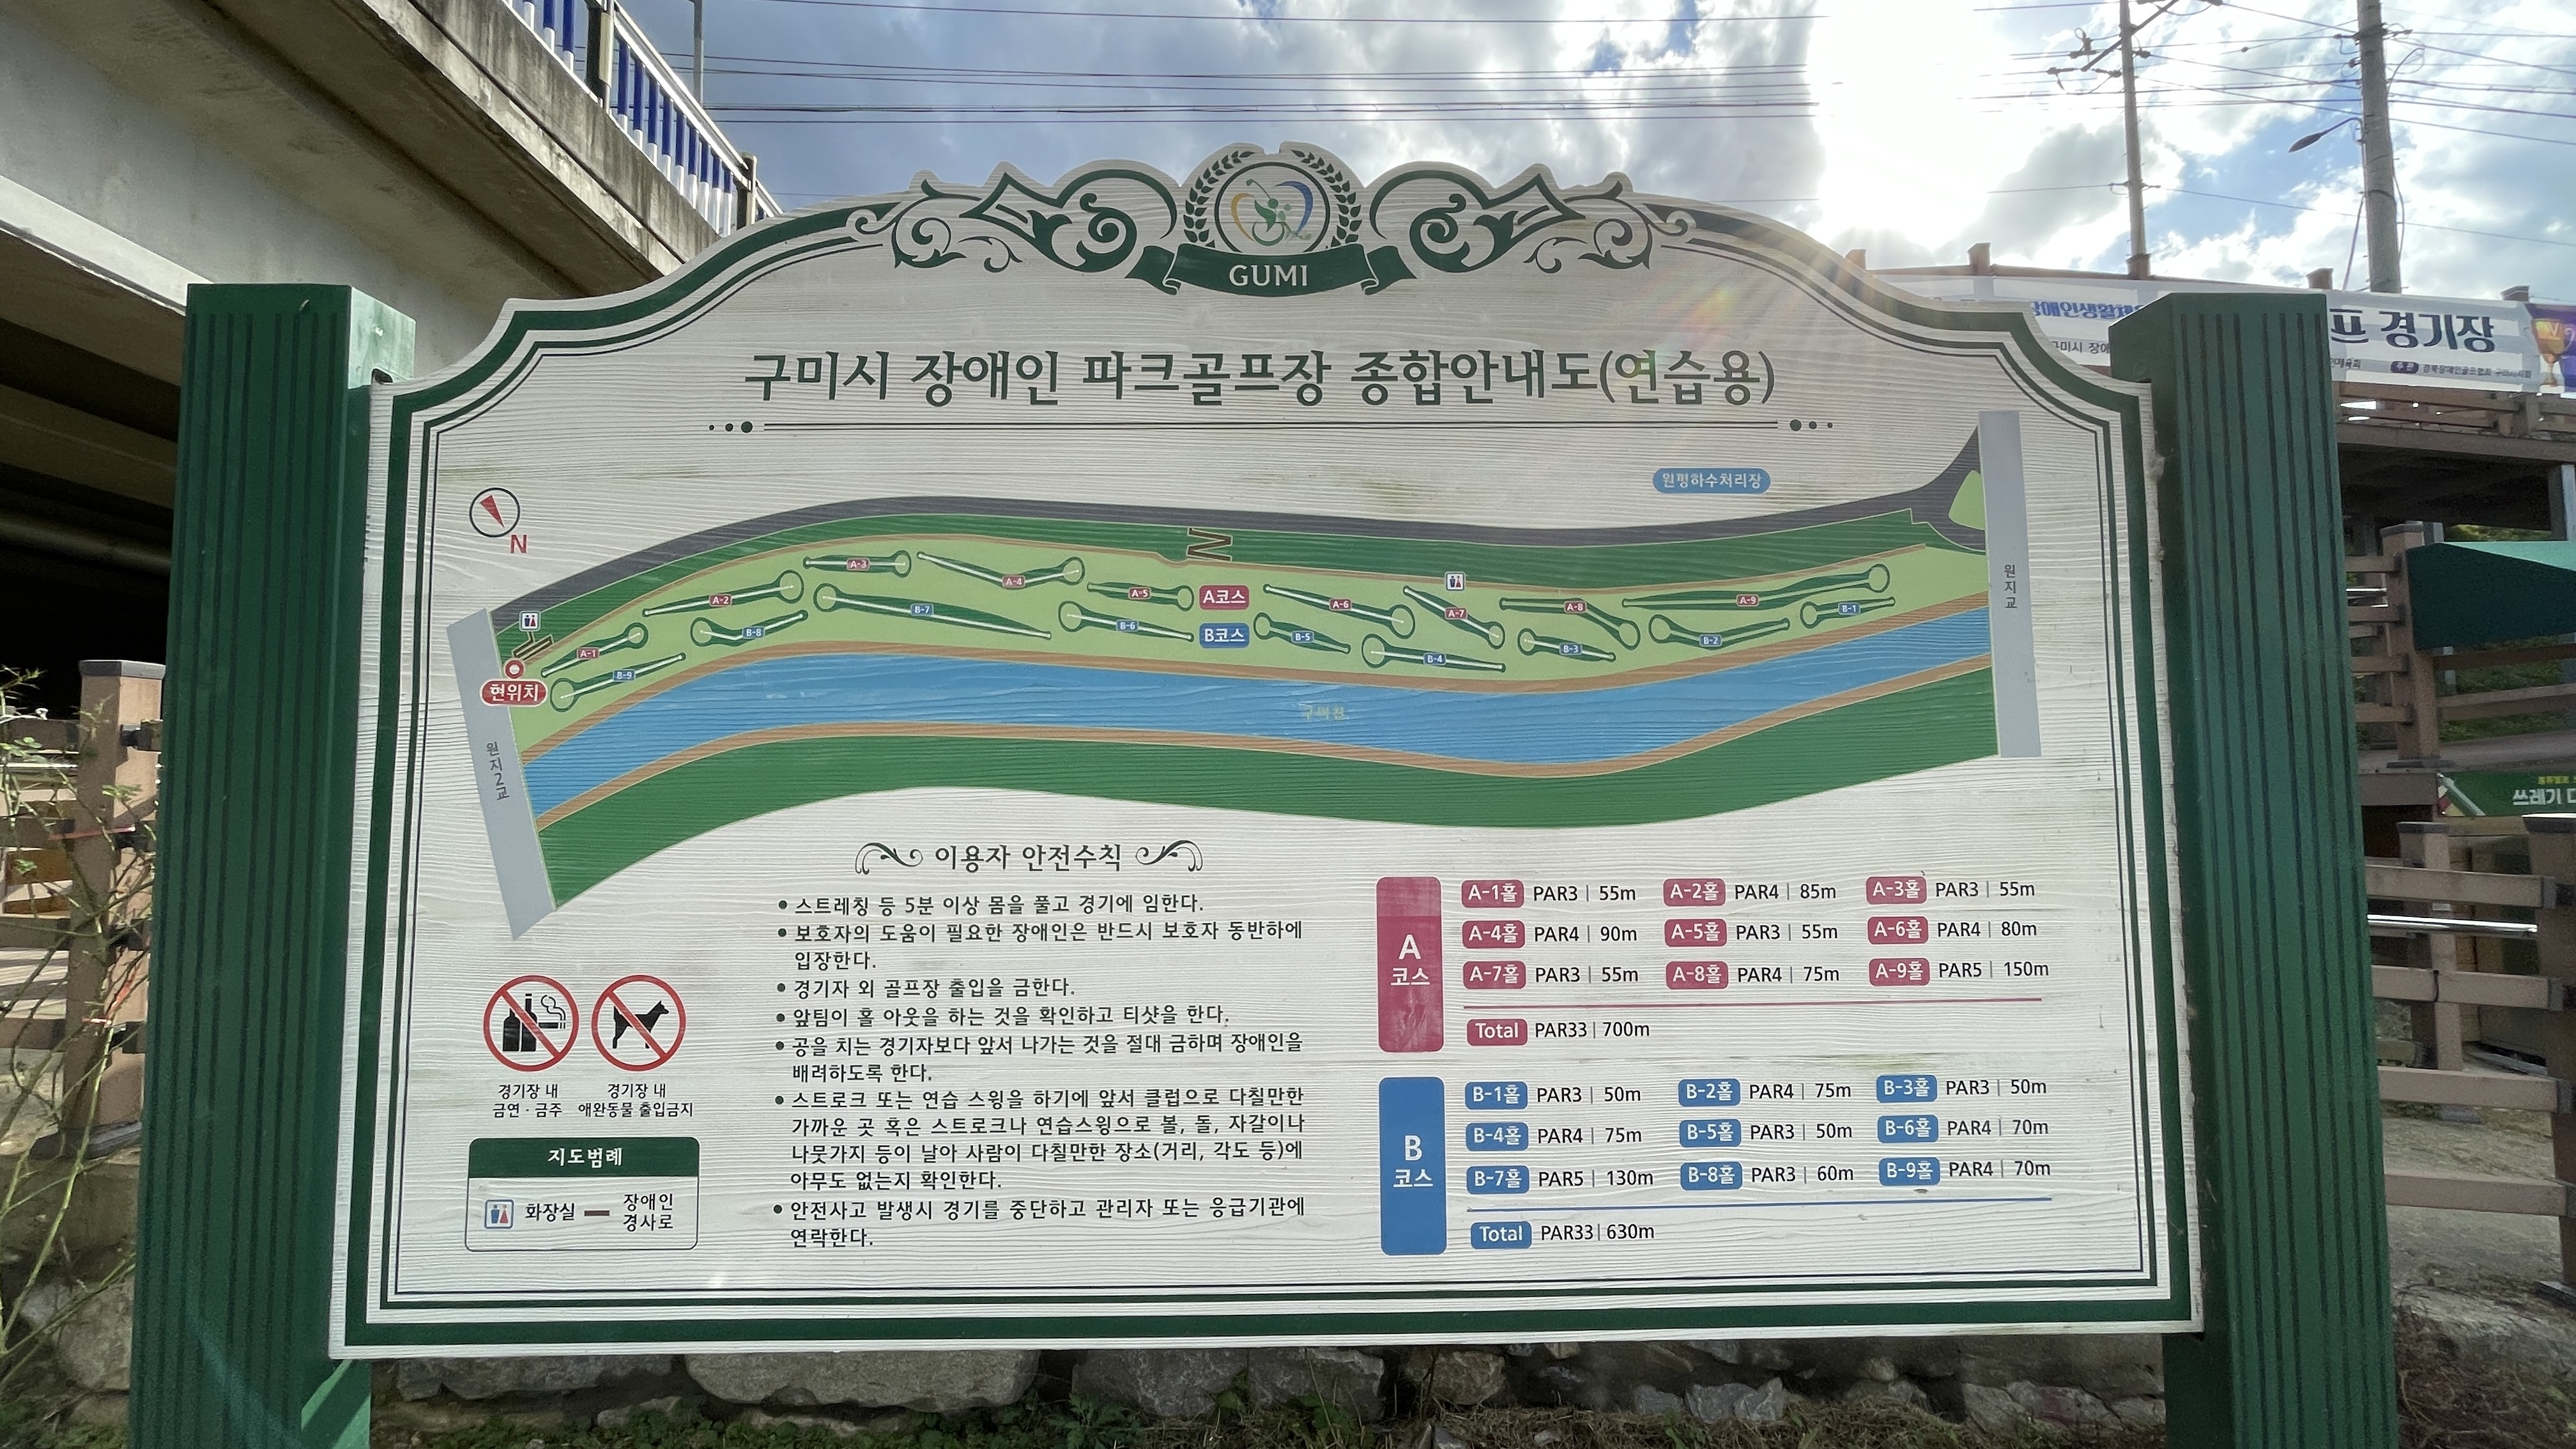 GUMI
구미시 장애인 파크골프장 종합안내도(연습용)
프 경기장
원평하수처리장
N
A-3
A-4
A-2
A-5
A코스
A-6
A-7
A-8
A-9
B-7
B-8
B-6
B코스
B-5
B-4
B-3
B-2
B-1
A-1
B-9
현위치
원지교
원지2교
구미천
쓰레기
이용자 안전수칙
• 스트레칭 등 5분 이상 몸을 풀고 경기에 임한다.
• 보호자의 도움이 필요한 장애인은 반드시 보호자 동반하에
입장한다.
• 경기자 외 골프장 출입을 금한다.
• 앞팀이 홀 아웃을 하는 것을 확인하고 티샷을 한다.
• 공을 치는 경기자보다 앞서 나가는 것을 절대 금하며 장애인을
배려하도록 한다.
• 스트로크 또는 연습 스윙을 하기에 앞서 클럽으로 다칠만한
가까운 곳 혹은 스트로크나 연습스윙으로 볼, 돌, 자갈이나
나뭇가지 등이 날아 사람이 다칠만한 장소(거리, 각도 등)에
아무도 없는지 확인한다.
• 안전사고 발생시 경기를 중단하고 관리자 또는 응급기관에
연락한다.
경기장 내
금연 · 금주
경기장 내
애완동물 출입금지
지도범례
화장실
장애인
경사로
A
코스
A-1홀 PAR3 | 55m A-2홀 PAR4 | 85m A-3홀 PAR3 | 55m
A-4홀 PAR4 | 90m A-5홀 PAR3 | 55m A-6홀 PAR4 | 80m
A-7홀 PAR3 | 55m A-8홀 PAR4 | 75m A-9홀 PAR5 | 150m
Total PAR33 | 700m
B
코스
B-1홀 PAR3 | 50m B-2홀 PAR4 | 75m B-3홀 PAR3 | 50m
B-4홀 PAR4 | 75m B-5홀 PAR3 | 50m B-6홀 PAR4 | 70m
B-7홀 PAR5 | 130m B-8홀 PAR3 | 60m B-9홀 PAR4 | 70m
Total PAR33 | 630m